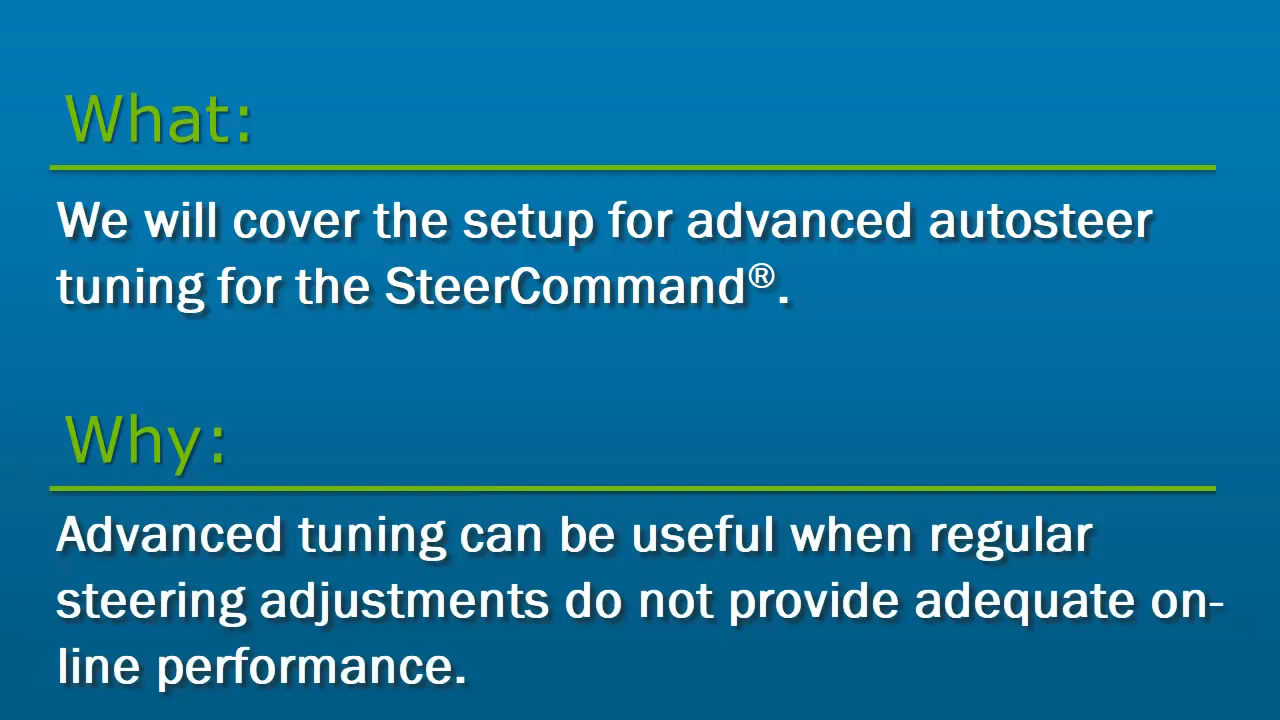 What:
We will cover the setup for advanced autosteer
tuning for the SteerCommand®.
Why:
Advanced tuning can be useful when regular
steering adjustments do not provide adequate on-
line performance.